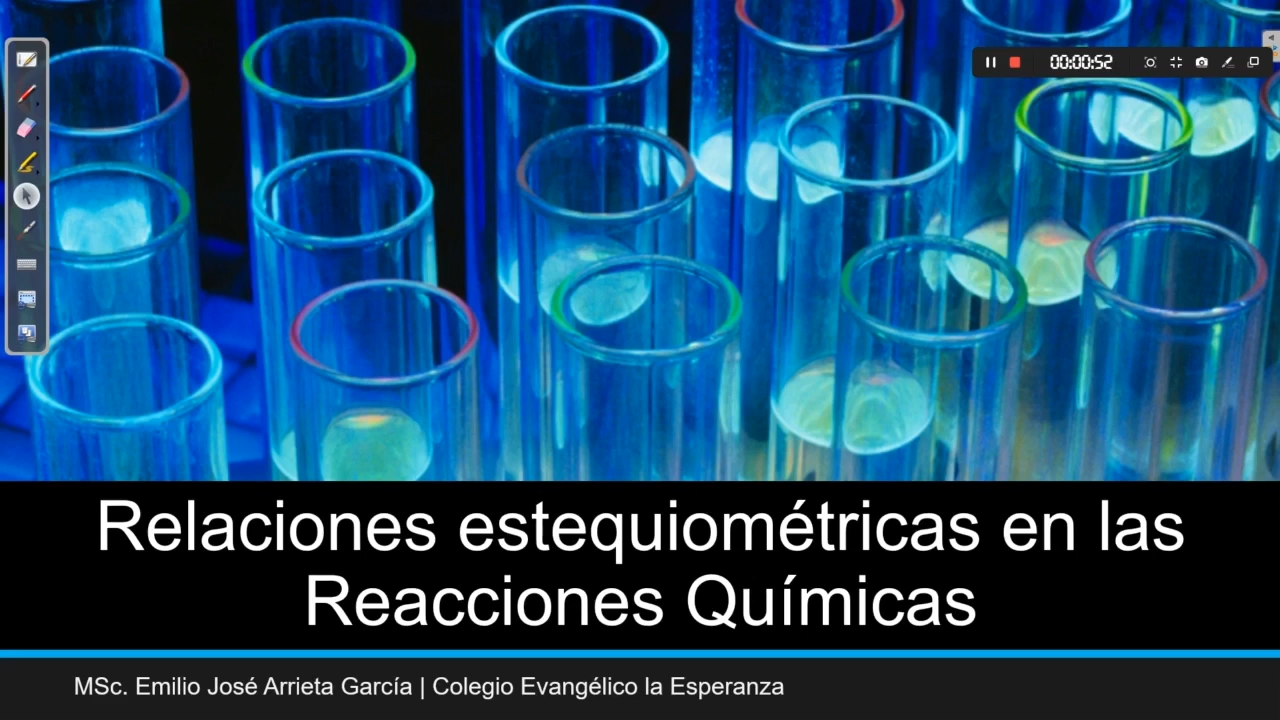 00:00:52
Relaciones estequiométricas en las
Reacciones Químicas
MSc. Emilio José Arrieta García | Colegio Evangélico la Esperanza